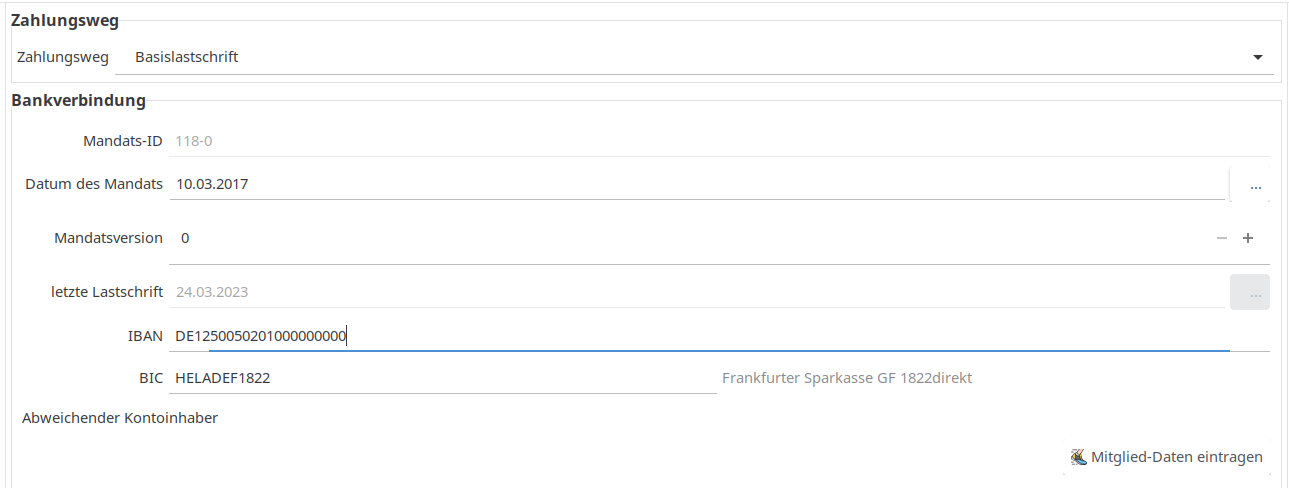 Zahlungsweg
Zahlungsweg Basislastschrift
Bankverbindung
Mandats-ID 118-0
Datum des Mandats 10.03.2017 ...
Mandatsversion 0 − +
letzte Lastschrift 24.03.2023 ...
IBAN DE1250050201000000000
BIC HELADEF1822 Frankfurter Sparkasse GF 1822direkt
Abweichender Kontoinhaber
Mitglied-Daten eintragen